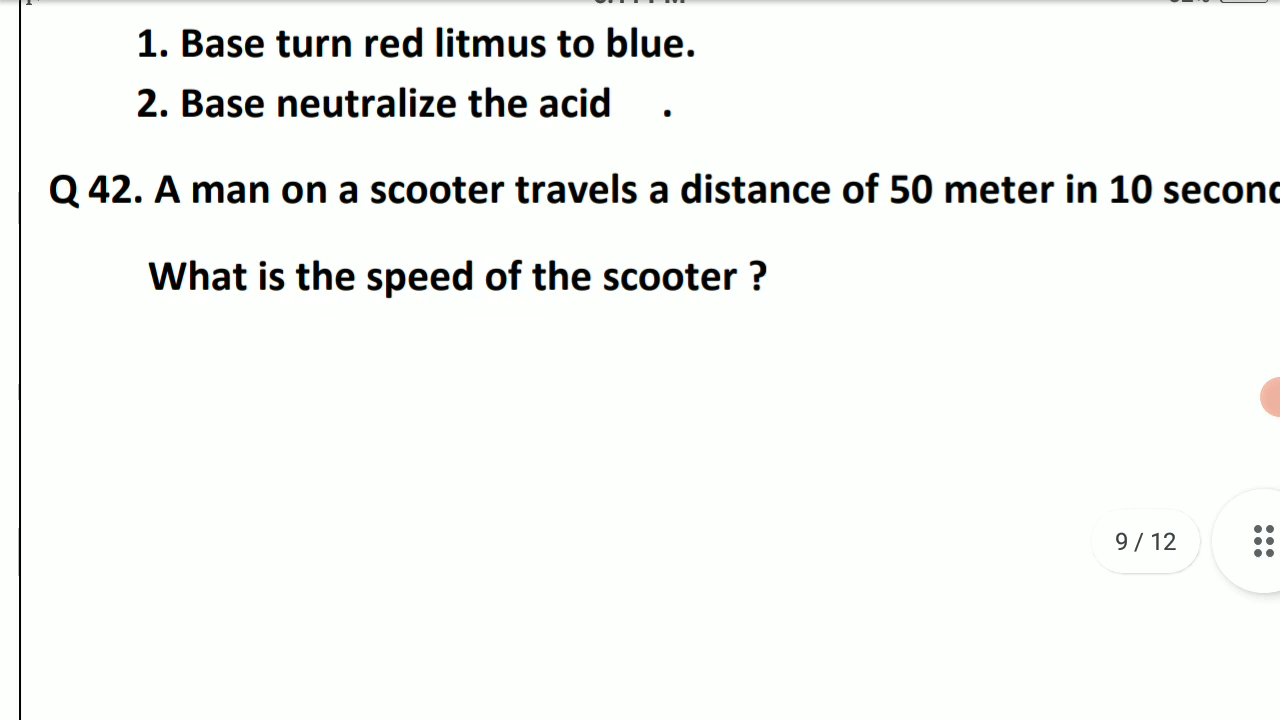 1. Base turn red litmus to blue.
2. Base neutralize the acid .
Q 42. A man on a scooter travels a distance of 50 meter in 10 second
What is the speed of the scooter ?
9 / 12